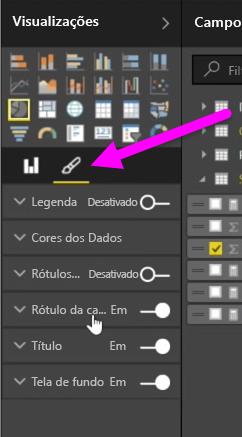 Visualizações
Campo
Filtr
Legenda Desativado
Cores dos Dados
Rótulos... Desativado
Rótulo da ca... Em
Título Em
Tela de fundo Em